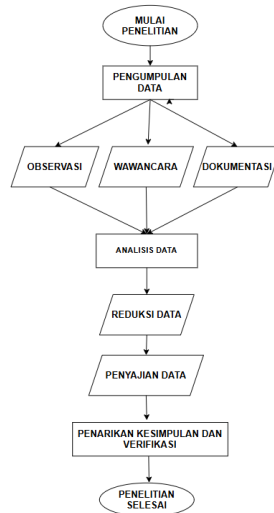 MULAI
PENELITIAN
PENGUMPULAN
DATA
OBSERVASI
WAWANCARA
DOKUMENTASI
ANALISIS DATA
REDUKSI DATA
PENYAJIAN DATA
PENARIKAN KESIMPULAN DAN
VERIFIKASI
PENELITIAN
SELESAI